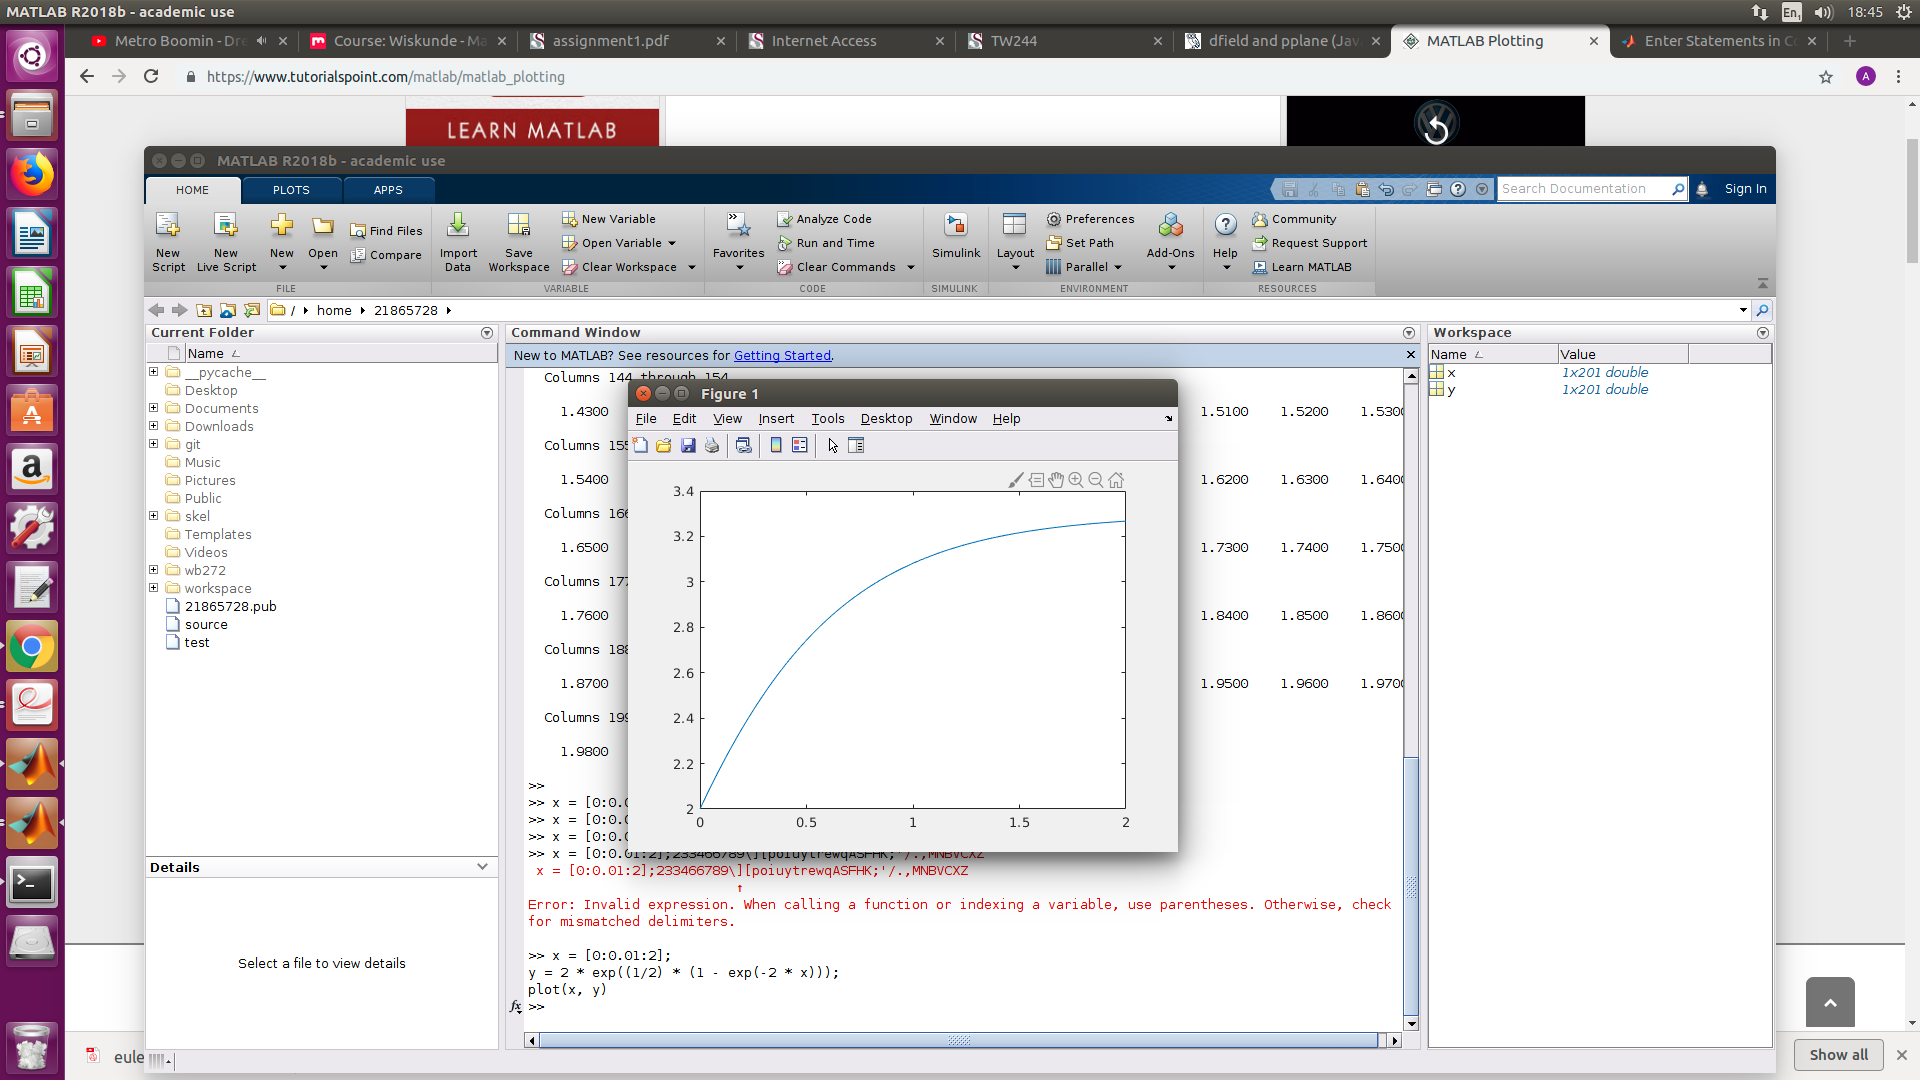 MATLAB R2018b - academic use
En1 18:45
Metro Boomin - Dre
Course: Wiskunde - Ma
assignment1.pdf
Internet Access
TW244
dfield and pplane (Jav
MATLAB Plotting
Enter Statements in Co
https://www.tutorialspoint.com/matlab/matlab_plotting
A
LEARN MATLAB
MATLAB R2018b - academic use
HOME PLOTS APPS
Search Documentation
Sign In
New Script
New Live Script
New
Open
Find Files
Compare
FILE
Import Data
Save Workspace
New Variable
Open Variable
Clear Workspace
VARIABLE
Favorites
Analyze Code
Run and Time
Clear Commands
CODE
Simulink
SIMULINK
Layout
Preferences
Set Path
Parallel
Add-Ons
ENVIRONMENT
Help
Community
Request Support
Learn MATLAB
RESOURCES
/ home 21865728
Current Folder
Name
__pycache__
Desktop
Documents
Downloads
git
Music
Pictures
Public
skel
Templates
Videos
wb272
workspace
21865728.pub
source
test
Details
Select a file to view details
Command Window
New to MATLAB? See resources for Getting Started.
Columns 144 through 154
1.4300 1.5100 1.5200 1.5300
Columns 155
1.5400 1.6200 1.6300 1.6400
Columns 166
1.6500 1.7300 1.7400 1.7500
Columns 177
1.7600 1.8400 1.8500 1.8600
Columns 188
1.8700 1.9500 1.9600 1.9700
Columns 199
1.9800
>>
>> x = [0:0.0
>> x = [0:0.0
>> x = [0:0.0
>> x = [0:0.01:2];233466789\][poiuytrewqASFHK;'/.,MNBVCXZ
x = [0:0.01:2];233466789\][poiuytrewqASFHK;'/.,MNBVCXZ
↑
Error: Invalid expression. When calling a function or indexing a variable, use parentheses. Otherwise, check
for mismatched delimiters.
>> x = [0:0.01:2];
y = 2 * exp((1/2) * (1 - exp(-2 * x)));
plot(x, y)
fx >>
Figure 1
File Edit View Insert Tools Desktop Window Help
3.4
3.2
3
2.8
2.6
2.4
2.2
2
0 0.5 1 1.5 2
Workspace
Name Value
x 1x201 double
y 1x201 double
eule
Show all